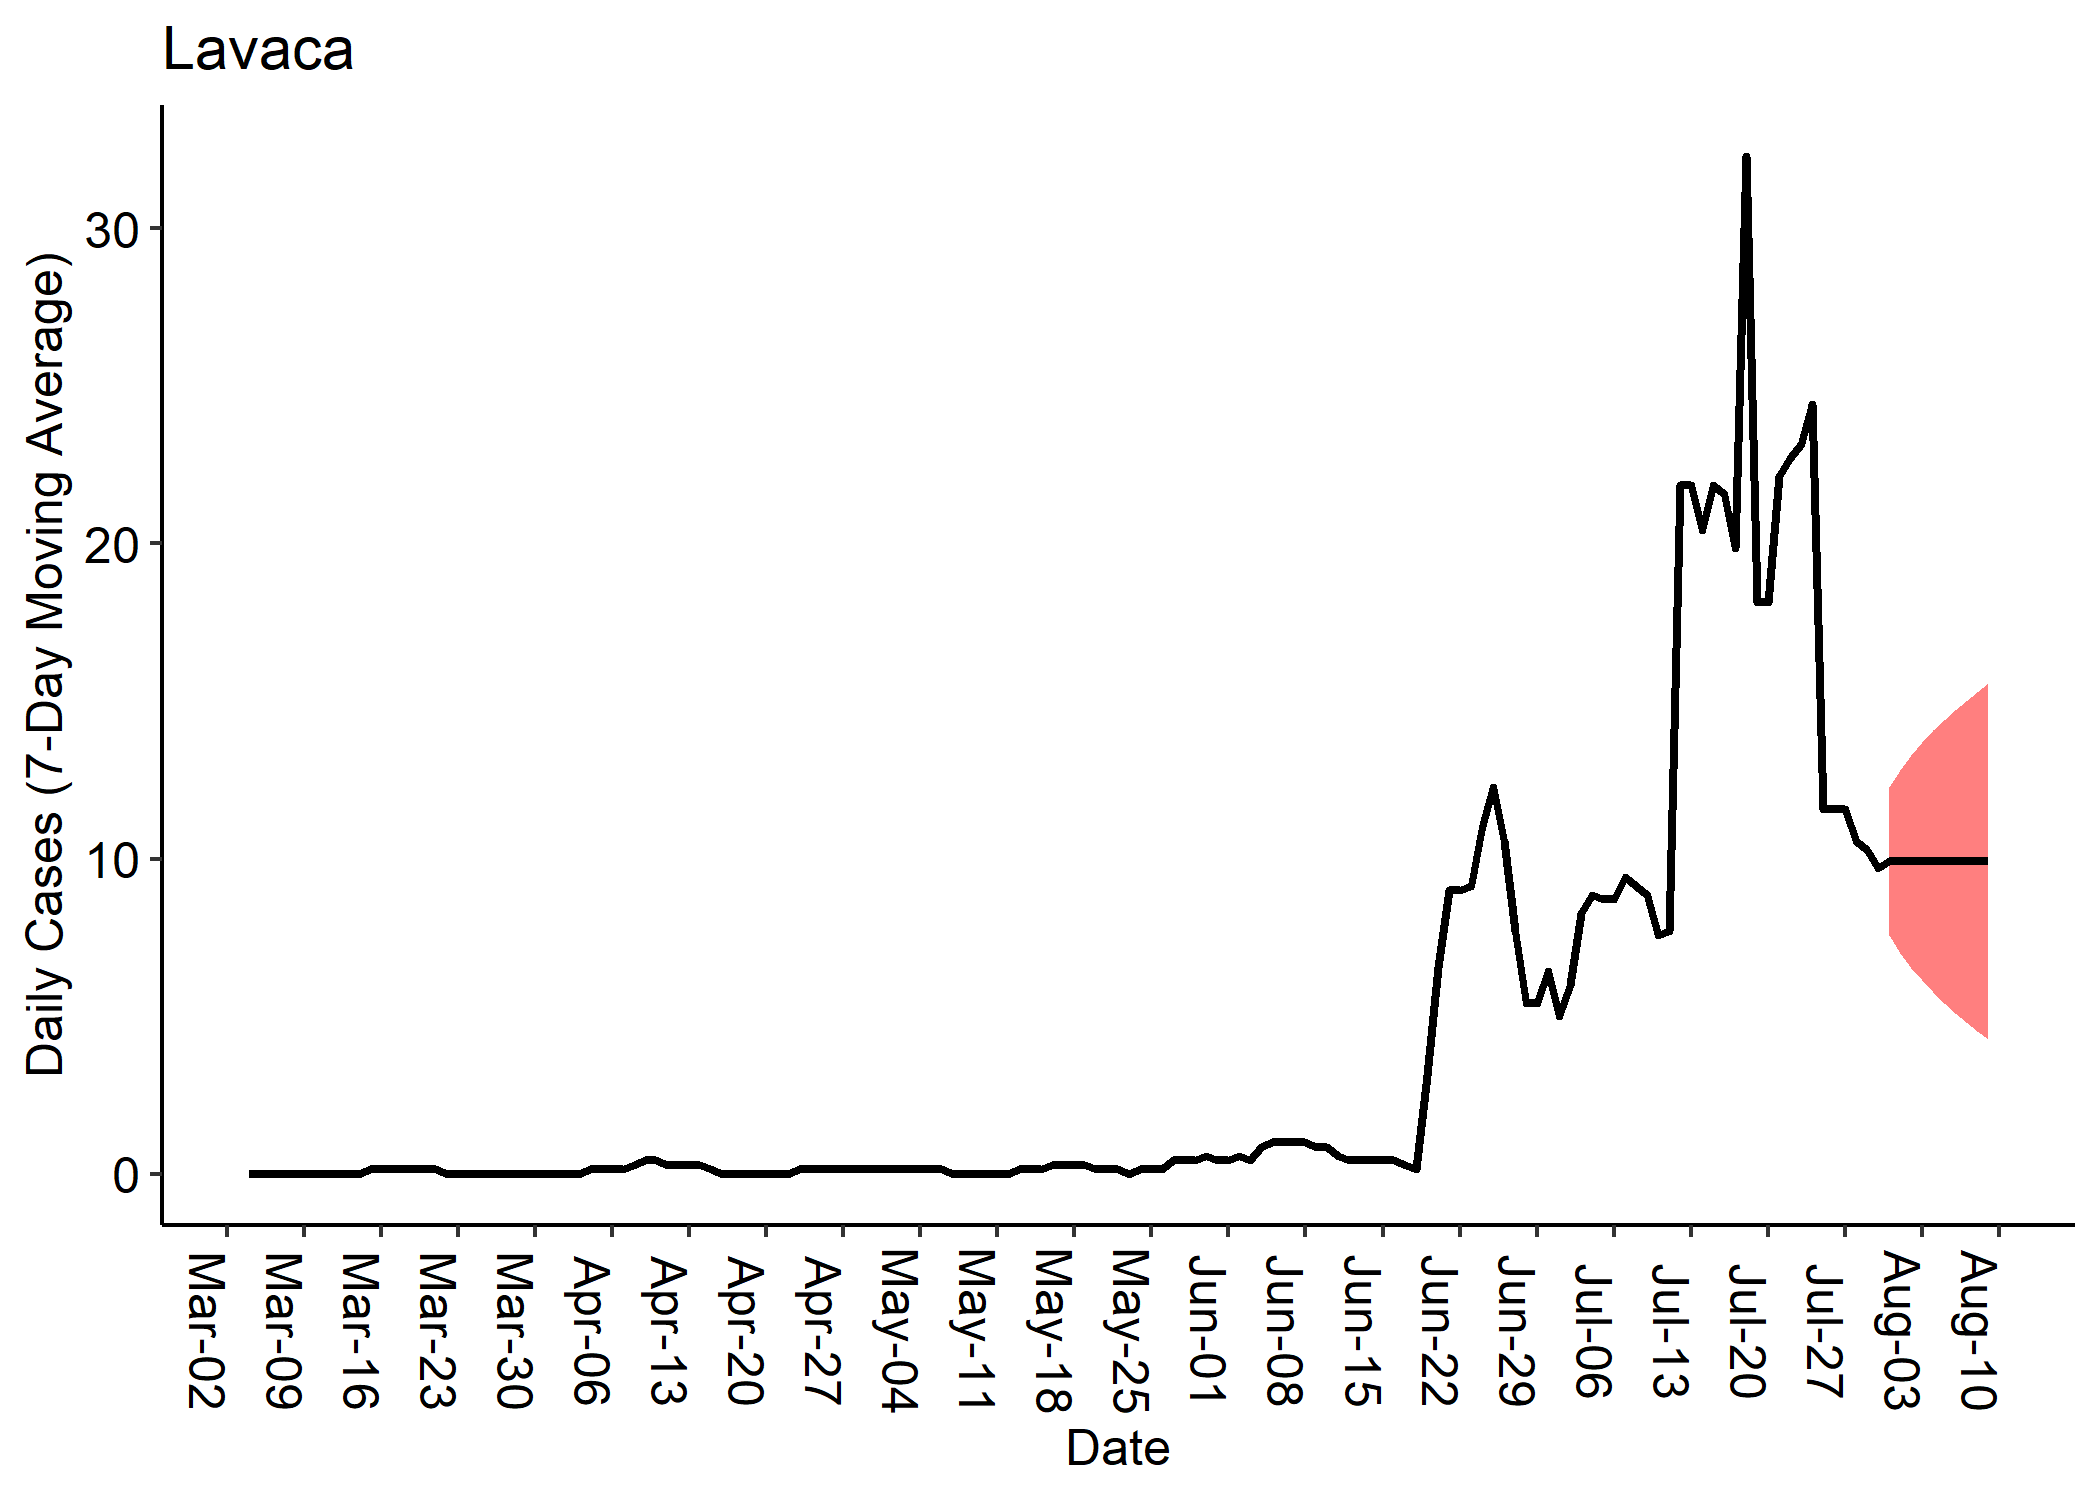 Lavaca
Daily Cases (7-Day Moving Average)
30
20
10
0
Mar-02
Mar-09
Mar-16
Mar-23
Mar-30
Apr-06
Apr-13
Apr-20
Apr-27
May-04
May-11
May-18
May-25
Jun-01
Jun-08
Jun-15
Jun-22
Jun-29
Jul-06
Jul-13
Jul-20
Jul-27
Aug-03
Aug-10
Date